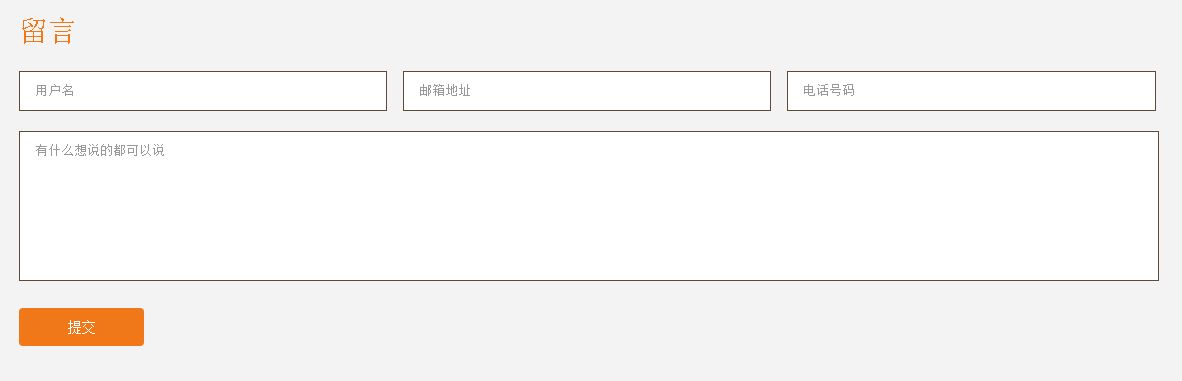 留言
用户名
邮箱地址
电话号码
有什么想说的都可以说
提交